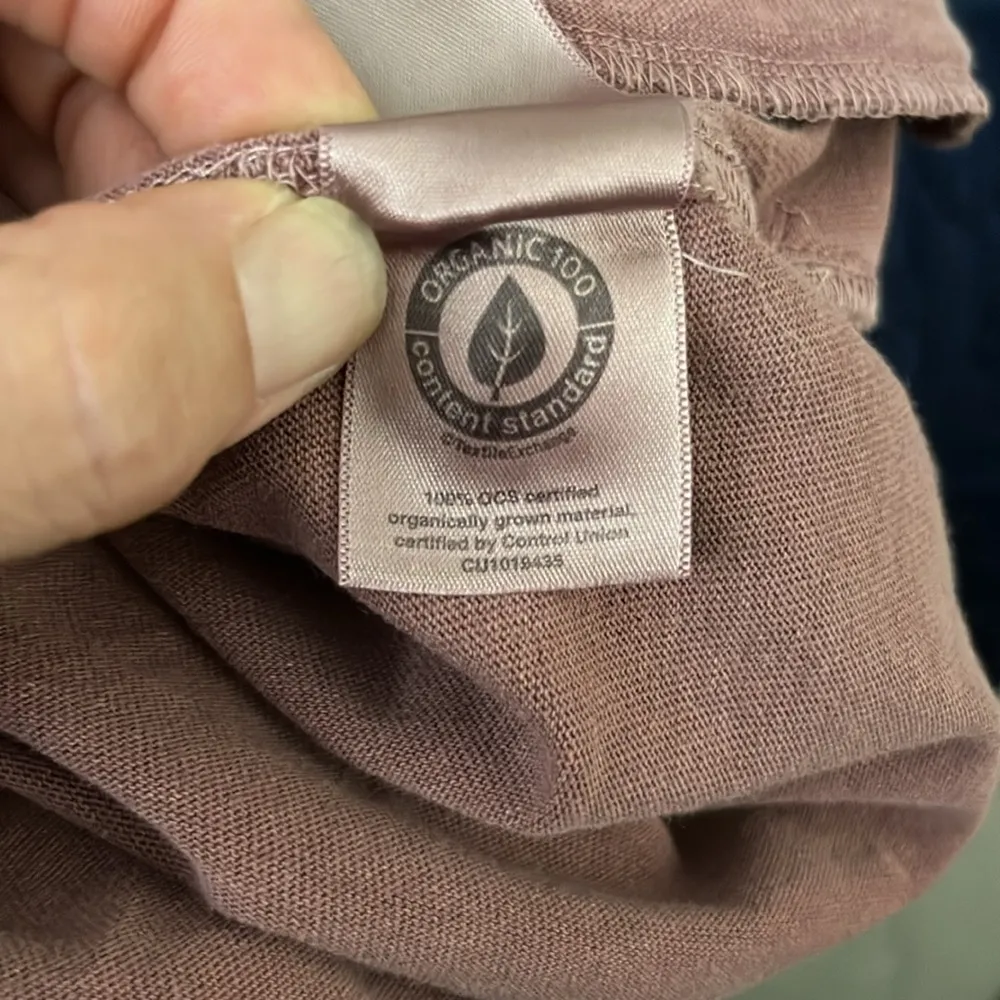 ORGANIC 100
content standard
©TextileExchange
100% OCS certified
organically grown material,
certified by Control Union
CU1019435